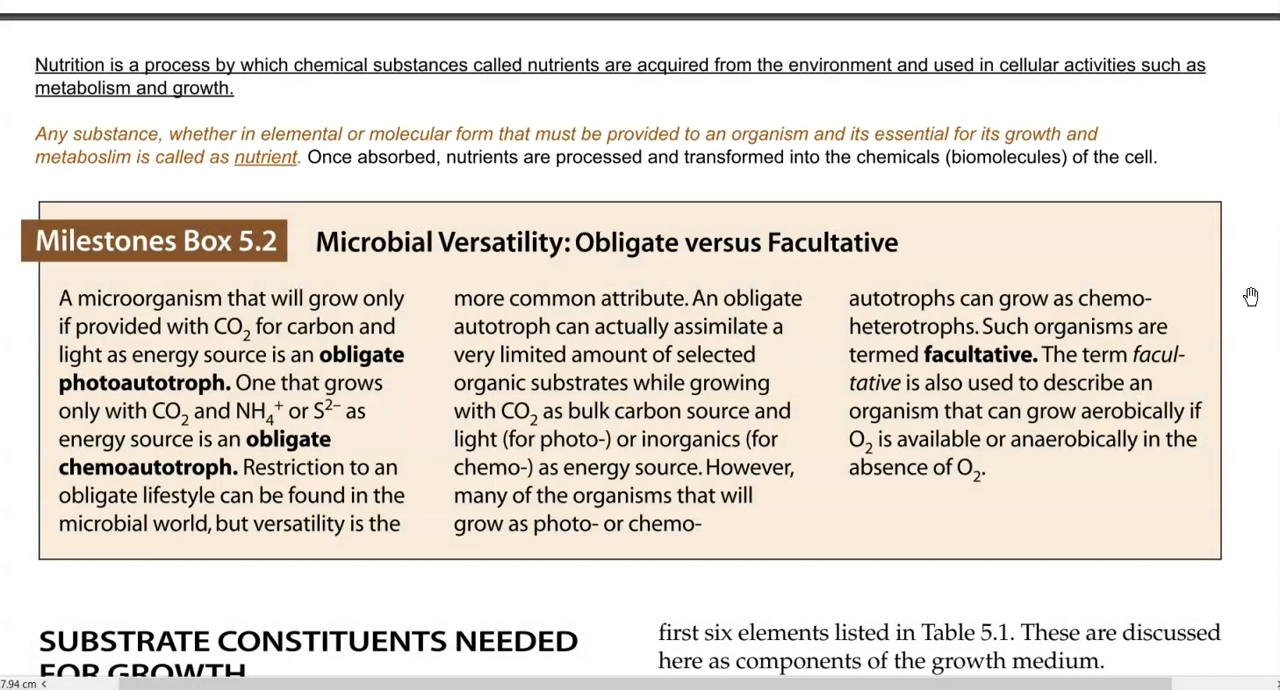 Nutrition is a process by which chemical substances called nutrients are acquired from the environment and used in cellular activities such as
metabolism and growth.
Any substance, whether in elemental or molecular form that must be provided to an organism and its essential for its growth and
metaboslim is called as nutrient. Once absorbed, nutrients are processed and transformed into the chemicals (biomolecules) of the cell.
Milestones Box 5.2 Microbial Versatility: Obligate versus Facultative
A microorganism that will grow only
if provided with CO₂ for carbon and
light as energy source is an obligate
photoautotroph. One that grows
only with CO₂ and NH₄⁺ or S²⁻ as
energy source is an obligate
chemoautotroph. Restriction to an
obligate lifestyle can be found in the
microbial world, but versatility is the
more common attribute. An obligate
autotroph can actually assimilate a
very limited amount of selected
organic substrates while growing
with CO₂ as bulk carbon source and
light (for photo-) or inorganics (for
chemo-) as energy source. However,
many of the organisms that will
grow as photo- or chemo-
autotrophs can grow as chemo-
heterotrophs. Such organisms are
termed facultative. The term facul-
tative is also used to describe an
organism that can grow aerobically if
O₂ is available or anaerobically in the
absence of O₂.
SUBSTRATE CONSTITUENTS NEEDED
FOR GROWTH
first six elements listed in Table 5.1. These are discussed
here as components of the growth medium.
7.94 cm